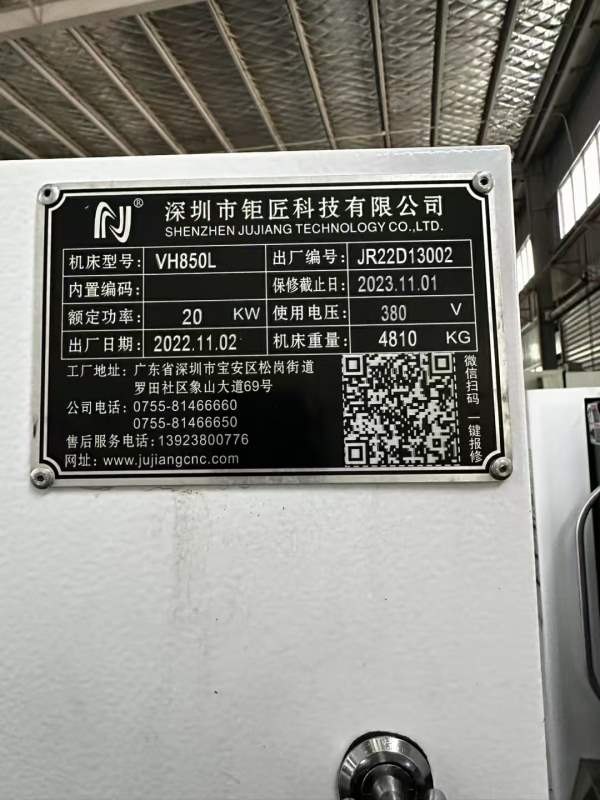 NJ®
深圳市钜匠科技有限公司
SHENZHEN JUJIANG TECHNOLOGY CO.,LTD.
机床型号: VH850L 出厂编号: JR22D13002
内置编码: 保修截止日: 2023.11.01
额定功率: 20 KW 使用电压: 380 V
出厂日期: 2022.11.02 机床重量: 4810 KG
工厂地址: 广东省深圳市宝安区松岗街道
罗田社区象山大道69号
公司电话: 0755-81466660
0755-81466650
售后服务电话: 13923800776
网址: www.jujiangcnc.com
微信扫码 一键报修